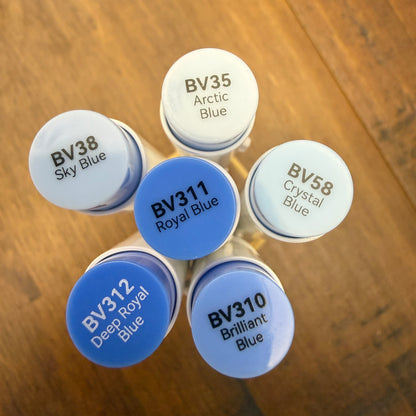 BV35
Arctic
Blue
BV38
Sky Blue
BV311
Royal Blue
BV58
Crystal
Blue
BV312
Deep Royal
Blue
BV310
Brilliant
Blue